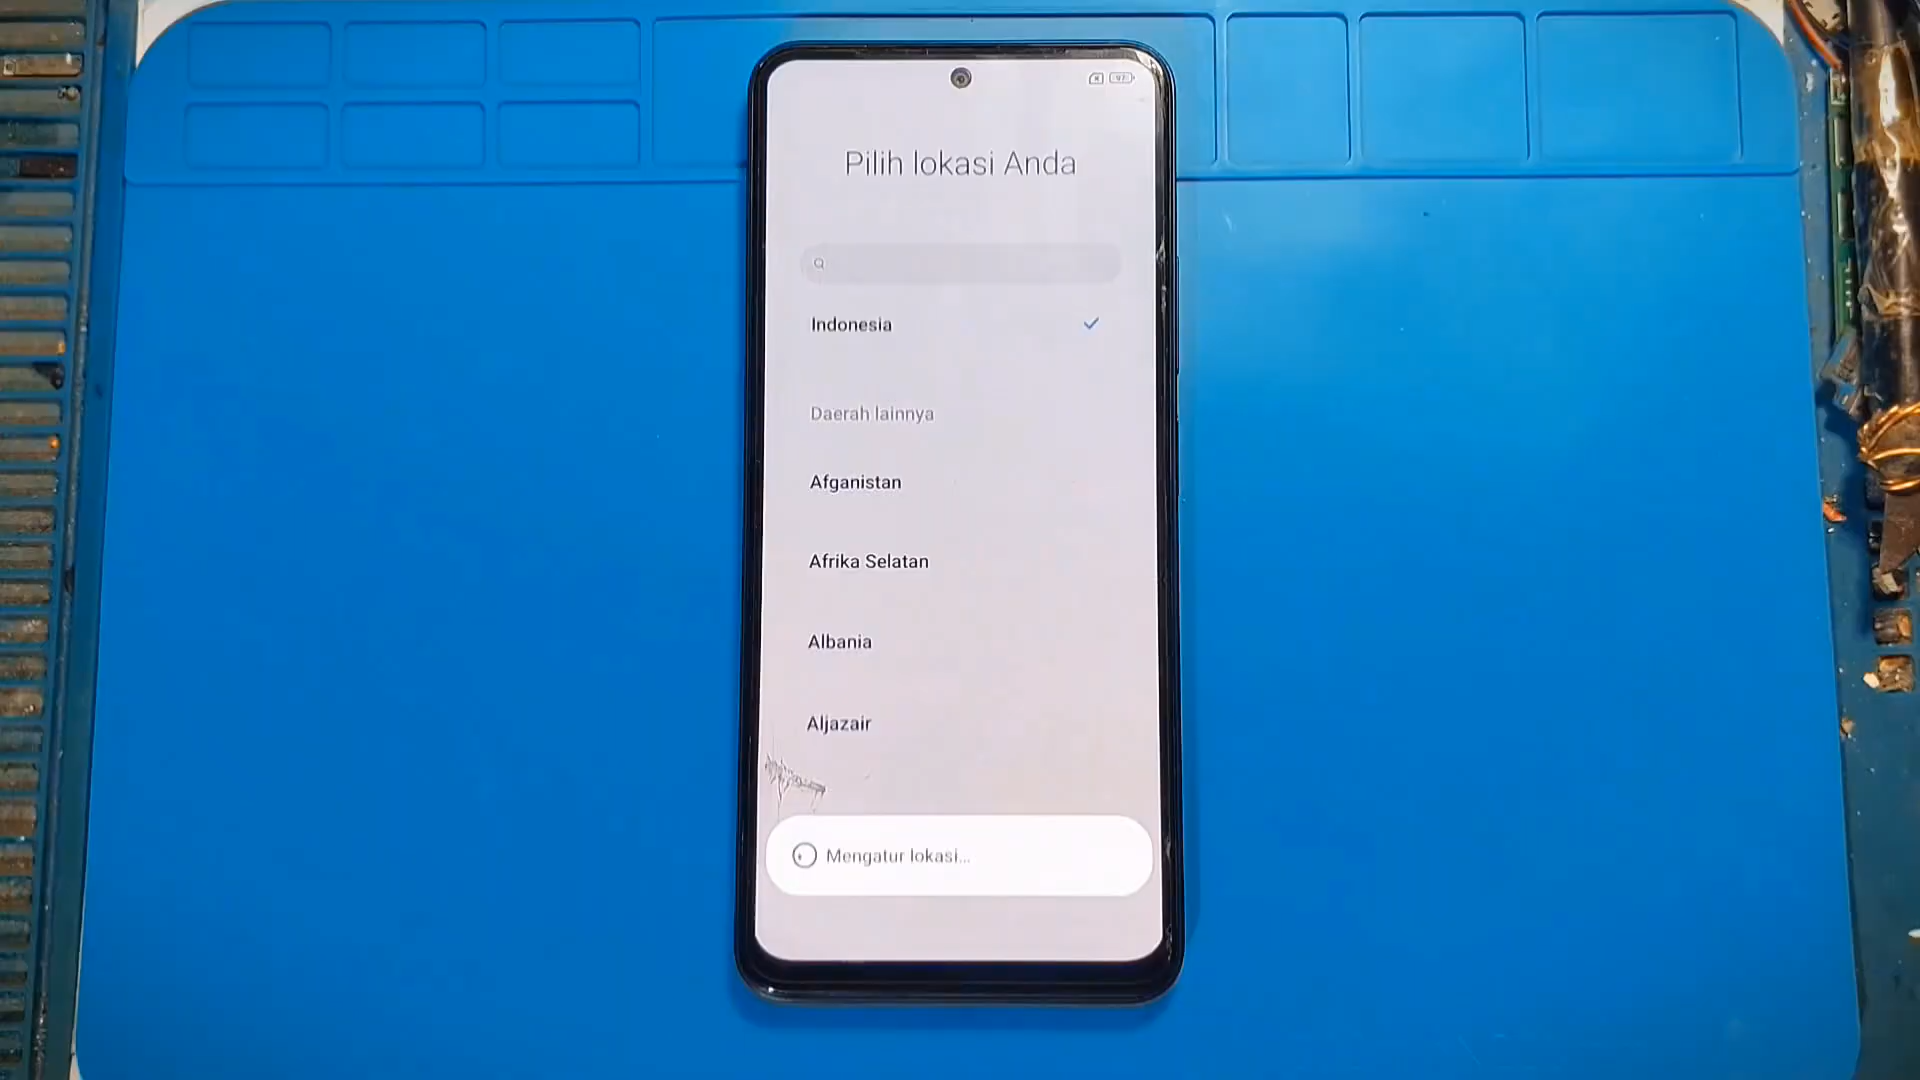 Pilih lokasi Anda
Indonesia
Daerah lainnya
Afganistan
Afrika Selatan
Albania
Aljazair
Mengatur lokasi...